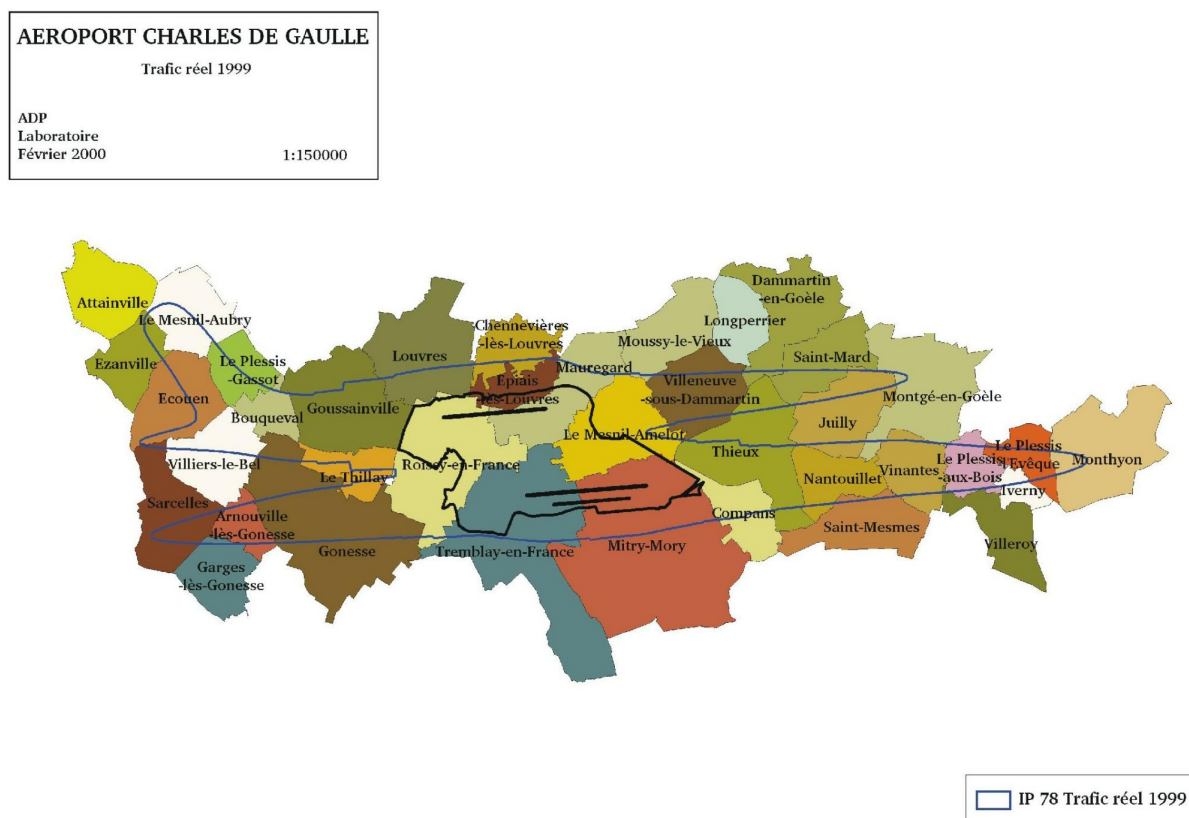 AEROPORT CHARLES DE GAULLE
Trafic réel 1999
ADP
Laboratoire
Février 2000
1:150000
Attainville
Le Mesnil-Aubry
Ezanville
Le Plessis
-Gassot
Ecouen
Bouqueval
Goussainville
Louvres
Chennevières
-lès-Louvres
Epiais
-lès-Louvres
Mauregard
Moussy-le-Vieux
Longperrier
Dammartin
-en-Goèle
Saint-Mard
Villeneuve
-sous-Dammartin
Montgé-en-Goèle
Juilly
Le Mesnil-Amelot
Thieux
Villiers-le-Bel
Le Thillay
Roissy-en-France
Nantouillet
Vinantes
Le Plessis
-aux-Bois
Le Plessis
-l'Evêque
Monthyon
Iverny
Sarcelles
Arnouville
-lès-Gonesse
Gonesse
Garges
-lès-Gonesse
Tremblay-en-France
Mitry-Mory
Compans
Saint-Mesmes
Villeroy
IP 78 Trafic réel 1999